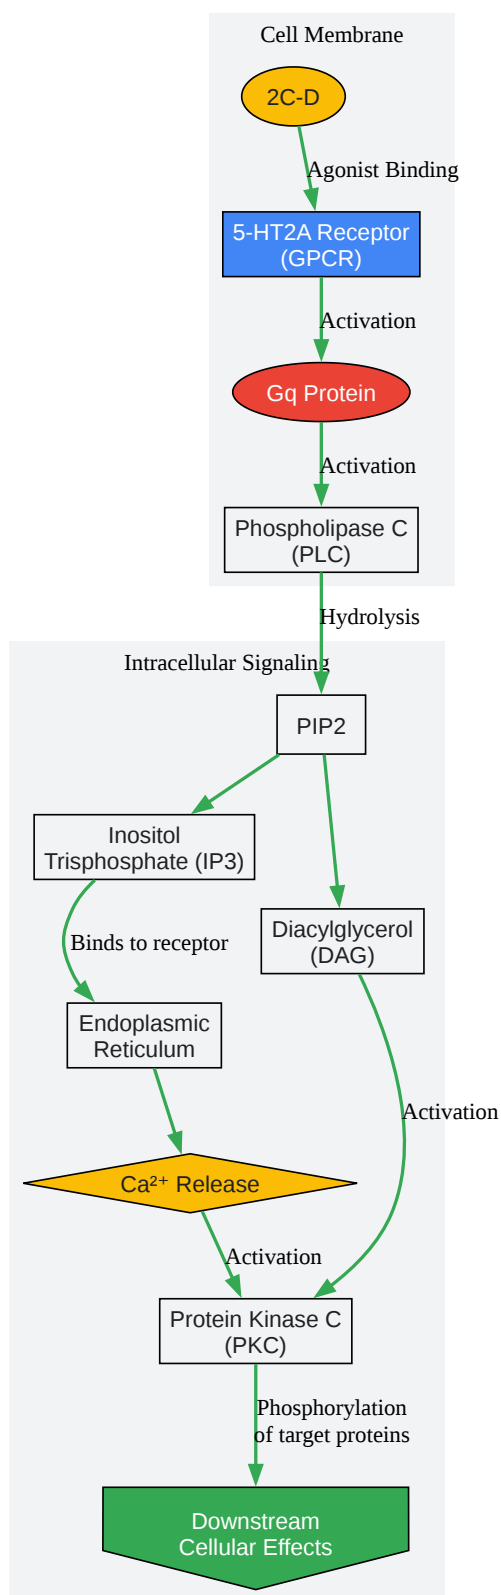 Cell Membrane
2C-D
Agonist Binding
5-HT2A Receptor
(GPCR)
Activation
Gq Protein
Activation
Phospholipase C
(PLC)
Hydrolysis
Intracellular Signaling
PIP2
Inositol
Trisphosphate (IP3)
Diacylglycerol
(DAG)
Binds to receptor
Endoplasmic
Reticulum
Activation
Ca²⁺ Release
Activation
Protein Kinase C
(PKC)
Phosphorylation
of target proteins
Downstream
Cellular Effects